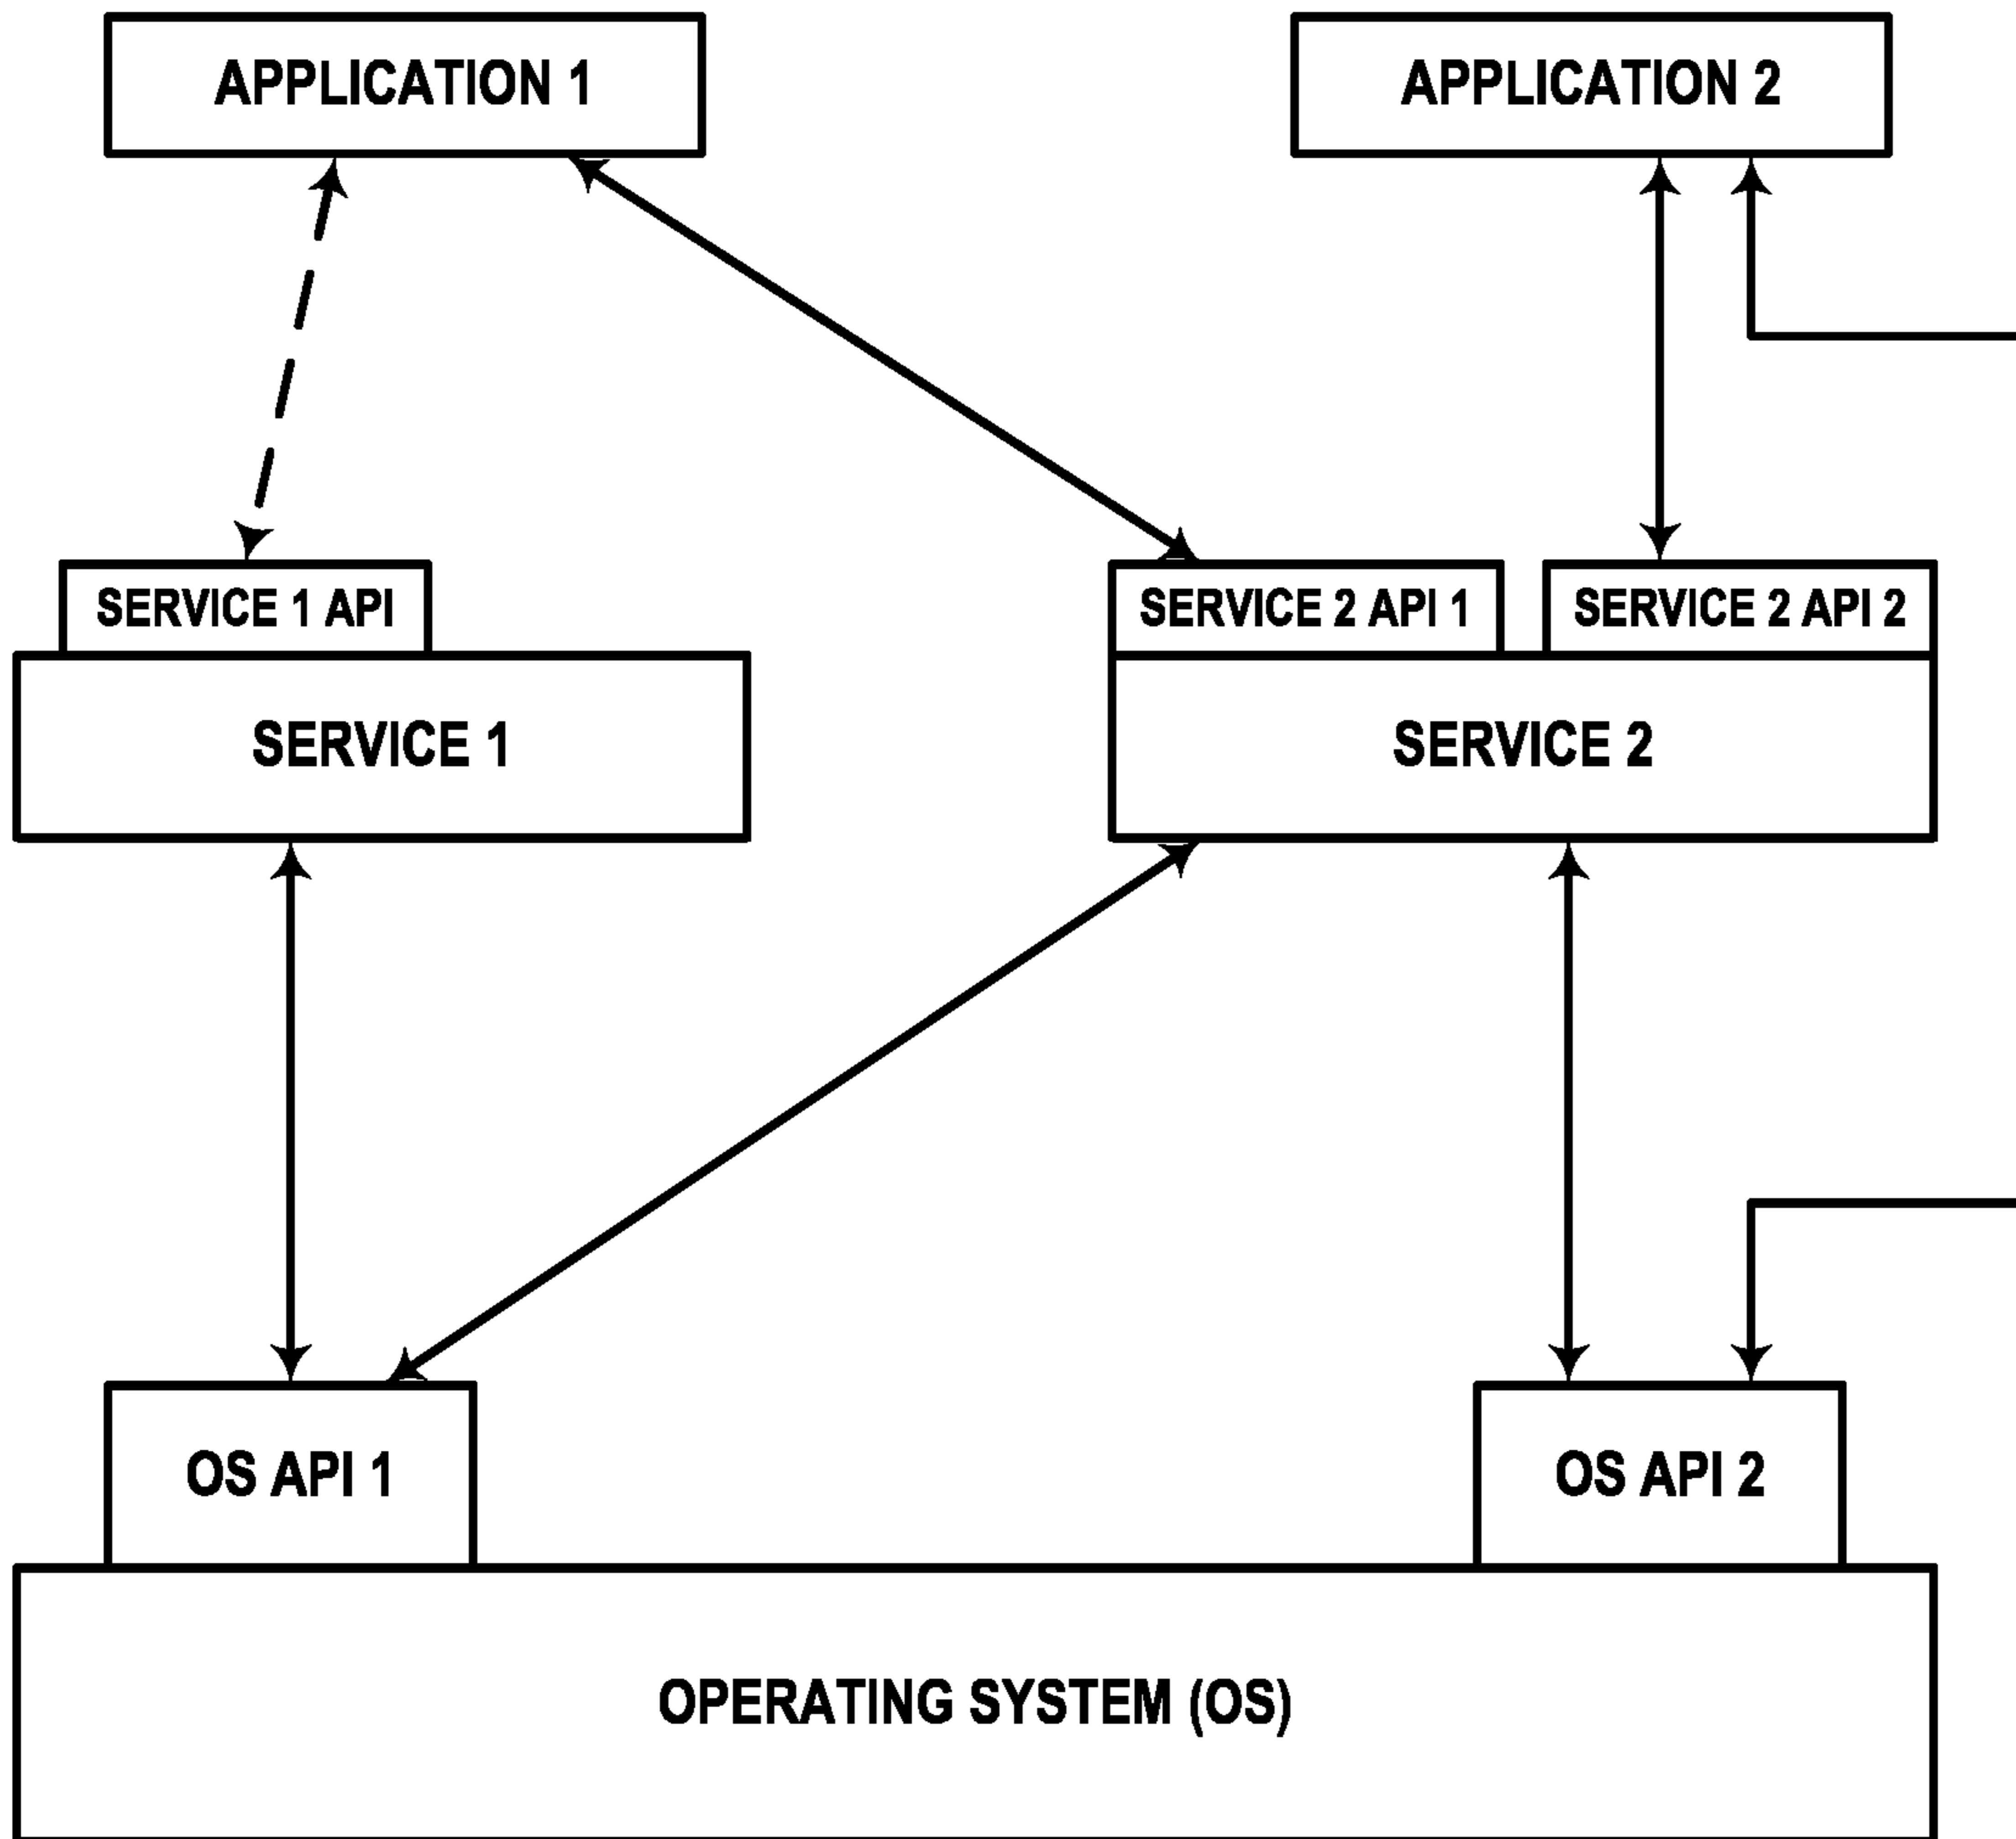 APPLICATION 1
APPLICATION 2
SERVICE 1 API
SERVICE 2 API 1
SERVICE 2 API 2
SERVICE 1
SERVICE 2
OS API 1
OS API 2
OPERATING SYSTEM (OS)